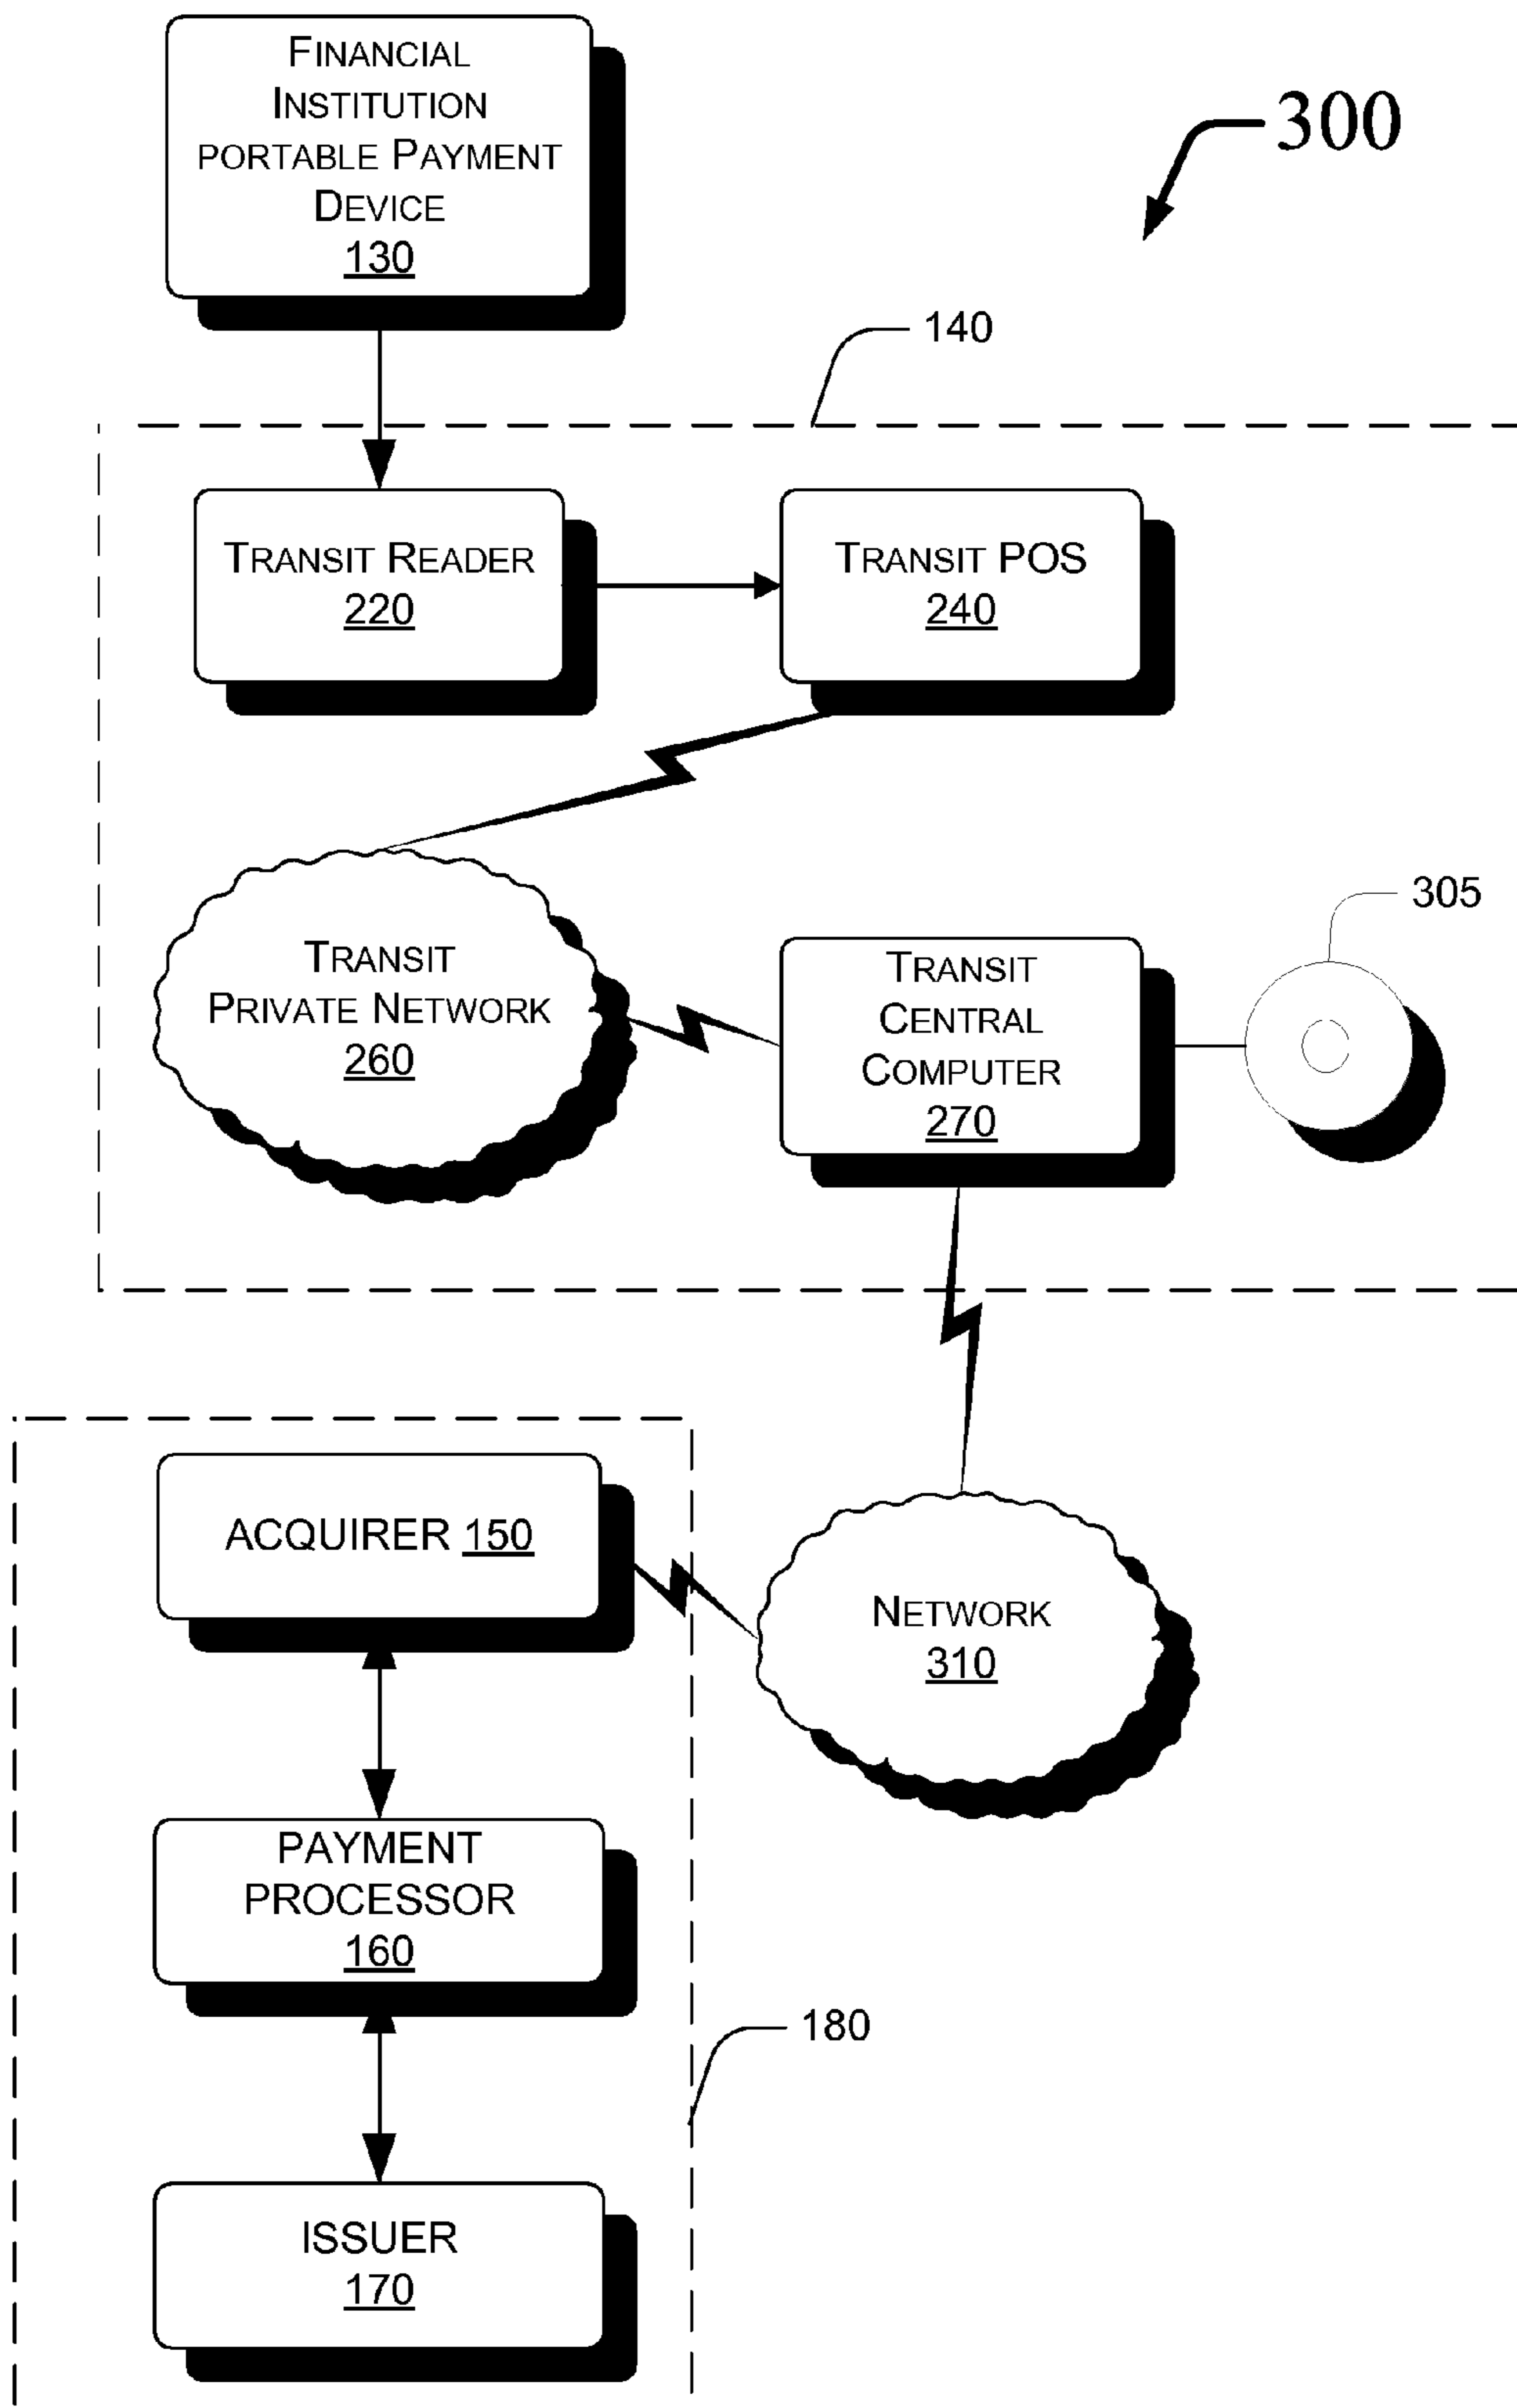 FINANCIAL
INSTITUTION
PORTABLE PAYMENT
DEVICE
130
300
140
TRANSIT READER
220
TRANSIT POS
240
305
TRANSIT
PRIVATE NETWORK
260
TRANSIT
CENTRAL
COMPUTER
270
ACQUIRER 150
NETWORK
310
PAYMENT
PROCESSOR
160
180
ISSUER
170